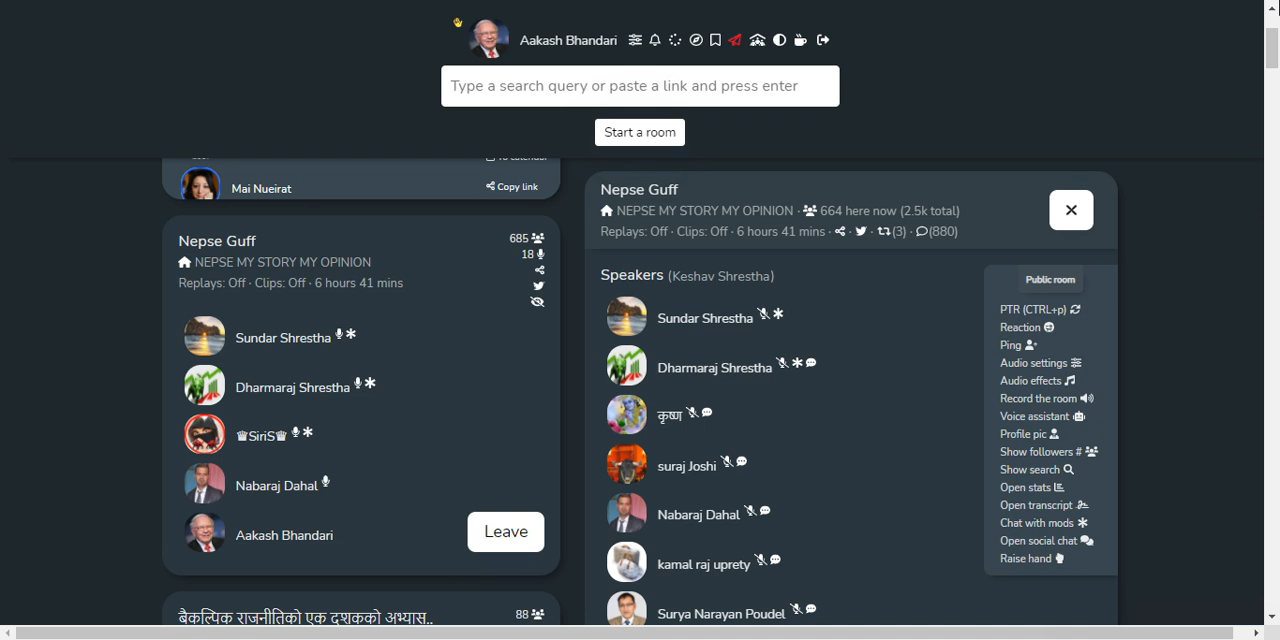 Aakash Bhandari
Type a search query or paste a link and press enter
Start a room
Mai Nueirat
Copy link
Nepse Guff
685
NEPSE MY STORY MY OPINION
18
Replays: Off · Clips: Off · 6 hours 41 mins
Sundar Shrestha
Dharmaraj Shrestha
♛SiriS♛
Nabaraj Dahal
Aakash Bhandari
Leave
बैकल्पिक राजनीतिको एक दशकको अभ्यास..
88
Nepse Guff
NEPSE MY STORY MY OPINION · 664 here now (2.5k total)
Replays: Off · Clips: Off · 6 hours 41 mins · · · (3) · (880)
Speakers (Keshav Shrestha)
Sundar Shrestha
Dharmaraj Shrestha
कृष्ण
suraj Joshi
Nabaraj Dahal
kamal raj uprety
Surya Narayan Poudel
Public room
PTR (CTRL+p)
Reaction
Ping
Audio settings
Audio effects
Record the room
Voice assistant
Profile pic
Show followers #
Show search
Open stats
Open transcript
Chat with mods
Open social chat
Raise hand